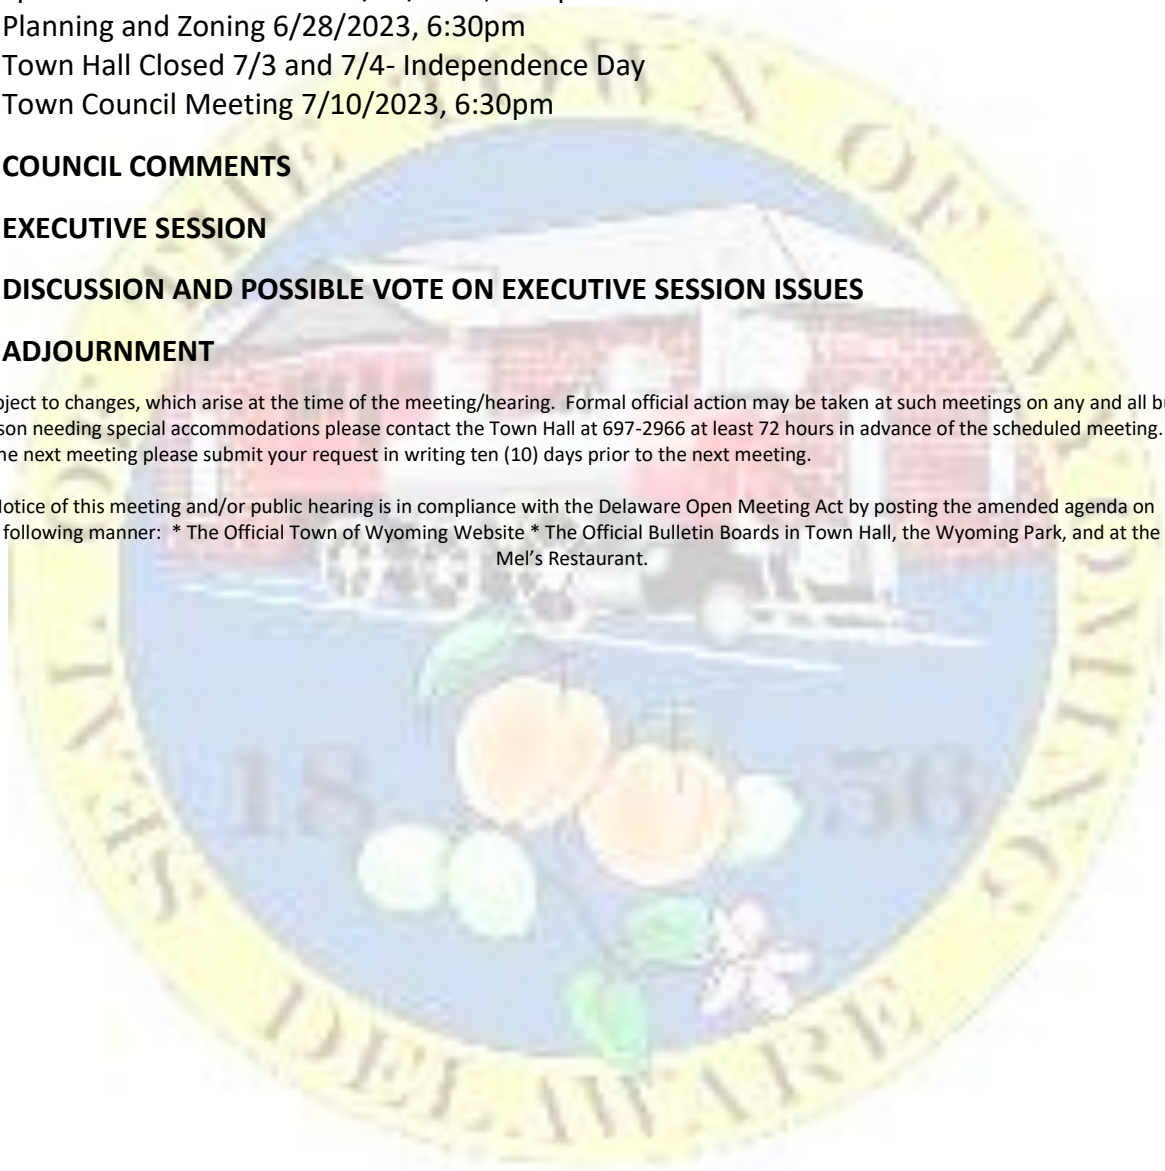 Planning and Zoning 6/28/2023, 6:30pm
Town Hall Closed 7/3 and 7/4- Independence Day
Town Council Meeting 7/10/2023, 6:30pm
COUNCIL COMMENTS
EXECUTIVE SESSION
DISCUSSION AND POSSIBLE VOTE ON EXECUTIVE SESSION ISSUES
ADJOURNMENT
to changes, which arise at the time of the meeting/hearing. Formal official action may be taken at such meetings on any and all
needing special accommodations please contact the Town Hall at 697-2966 at least 72 hours in advance of the scheduled meeting.
next meeting please submit your request in writing ten (10) days prior to the next meeting.
Notice of this meeting and/or public hearing is in compliance with the Delaware Open Meeting Act by posting the amended agenda on
following manner: * The Official Town of Wyoming Website * The Official Bulletin Boards in Town Hall, the Wyoming Park, and at the
Mel's Restaurant.
SEAL OF THE TOWN OF WYOMING
18 56
DELAWARE